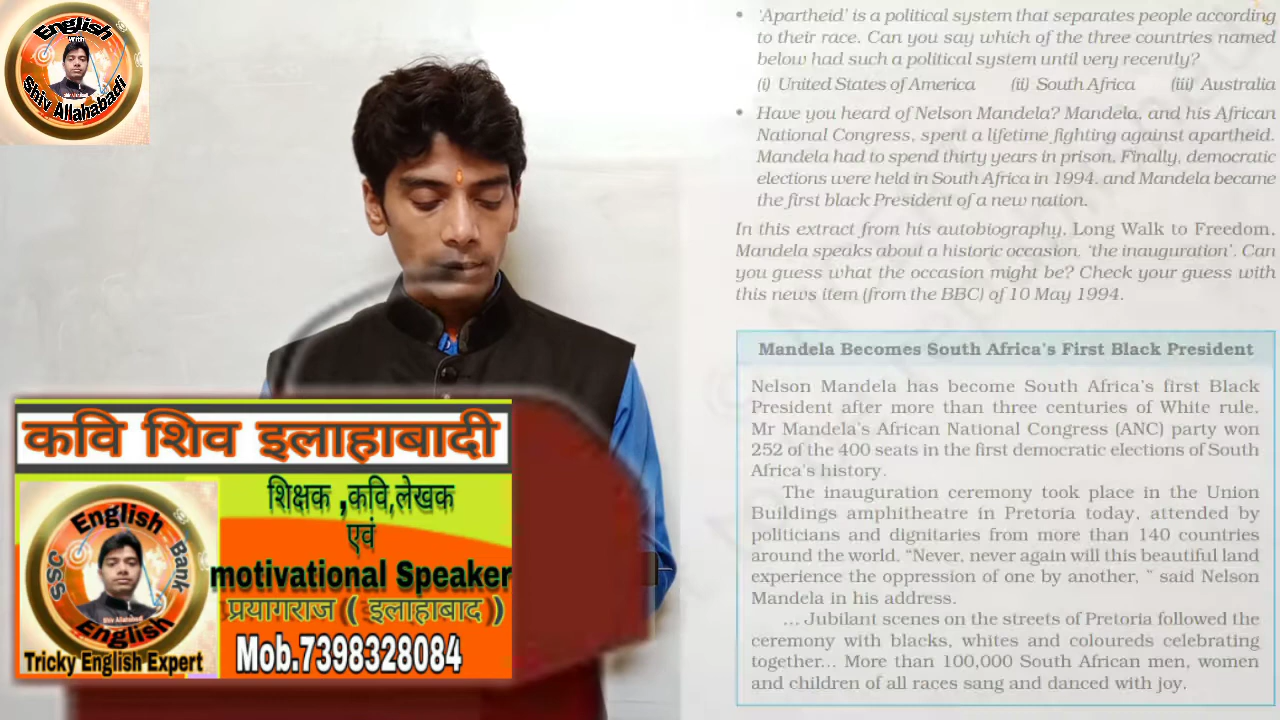 English
With
Shiv Allahabadi
Shiv Allahabadi
कवि शिव इलाहाबादी
शिक्षक ,कवि,लेखक
एवं
motivational Speaker
प्रयागराज ( इलाहाबाद )
Mob.7398328084
English
SSC
Bank
Shiv Allahabadi
English
Tricky English Expert
• 'Apartheid' is a political system that separates people according
to their race. Can you say which of the three countries named
below had such a political system until very recently?
(i) United States of America (ii) South Africa (iii) Australia
• Have you heard of Nelson Mandela? Mandela, and his African
National Congress, spent a lifetime fighting against apartheid.
Mandela had to spend thirty years in prison. Finally, democratic
elections were held in South Africa in 1994, and Mandela became
the first black President of a new nation.
In this extract from his autobiography, Long Walk to Freedom,
Mandela speaks about a historic occasion, 'the inauguration'. Can
you guess what the occasion might be? Check your guess with
this news item (from the BBC) of 10 May 1994.
Mandela Becomes South Africa's First Black President
Nelson Mandela has become South Africa's first Black
President after more than three centuries of White rule.
Mr Mandela's African National Congress (ANC) party won
252 of the 400 seats in the first democratic elections of South
Africa's history.
The inauguration ceremony took place in the Union
Buildings amphitheatre in Pretoria today, attended by
politicians and dignitaries from more than 140 countries
around the world. "Never, never again will this beautiful land
experience the oppression of one by another, " said Nelson
Mandela in his address.
... Jubilant scenes on the streets of Pretoria followed the
ceremony with blacks, whites and coloureds celebrating
together... More than 100,000 South African men, women
and children of all races sang and danced with joy.